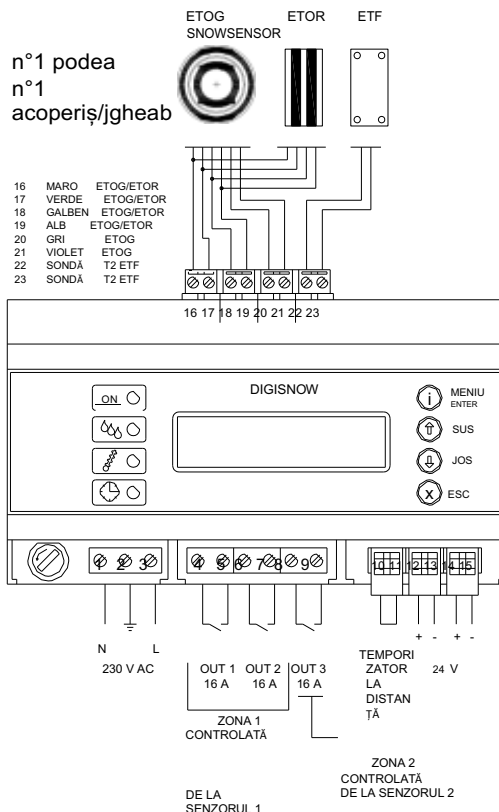 ETOG
SNOWSENSOR
ETOR
ETF
n°1 podea
n°1
acoperiș/jgheab
16 MARO ETOG/ETOR
17 VERDE ETOG/ETOR
18 GALBEN ETOG/ETOR
19 ALB ETOG/ETOR
20 GRI ETOG
21 VIOLET ETOG
22 SONDĂ T2 ETF
23 SONDĂ T2 ETF
16 17 18 19 20 21 22 23
DIGISNOW
ON
i MENIU
ENTER
SUS
JOS
X ESC
1 2 3
4 5 6 7 8 9
10 11 12 13 14 15
N L
230 V AC
+ - + -
OUT 1 OUT 2 OUT 3
16 A 16 A 16 A
TEMPORI
ZATOR
LA
DISTAN
ȚĂ
24 V
ZONA 1
CONTROLATĂ
DE LA
SENZORUL 1
ZONA 2
CONTROLATĂ
DE LA SENZORUL 2